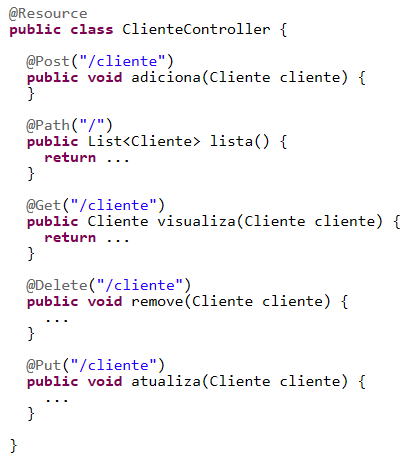 @Resource
public class ClienteController {
@Post("/cliente")
public void adiciona(Cliente cliente) {
}
@Path("/")
public List<Cliente> lista() {
return ...
}
@Get("/cliente")
public Cliente visualiza(Cliente cliente) {
return ...
}
@Delete("/cliente")
public void remove(Cliente cliente) {
...
}
@Put("/cliente")
public void atualiza(Cliente cliente) {
...
}
}